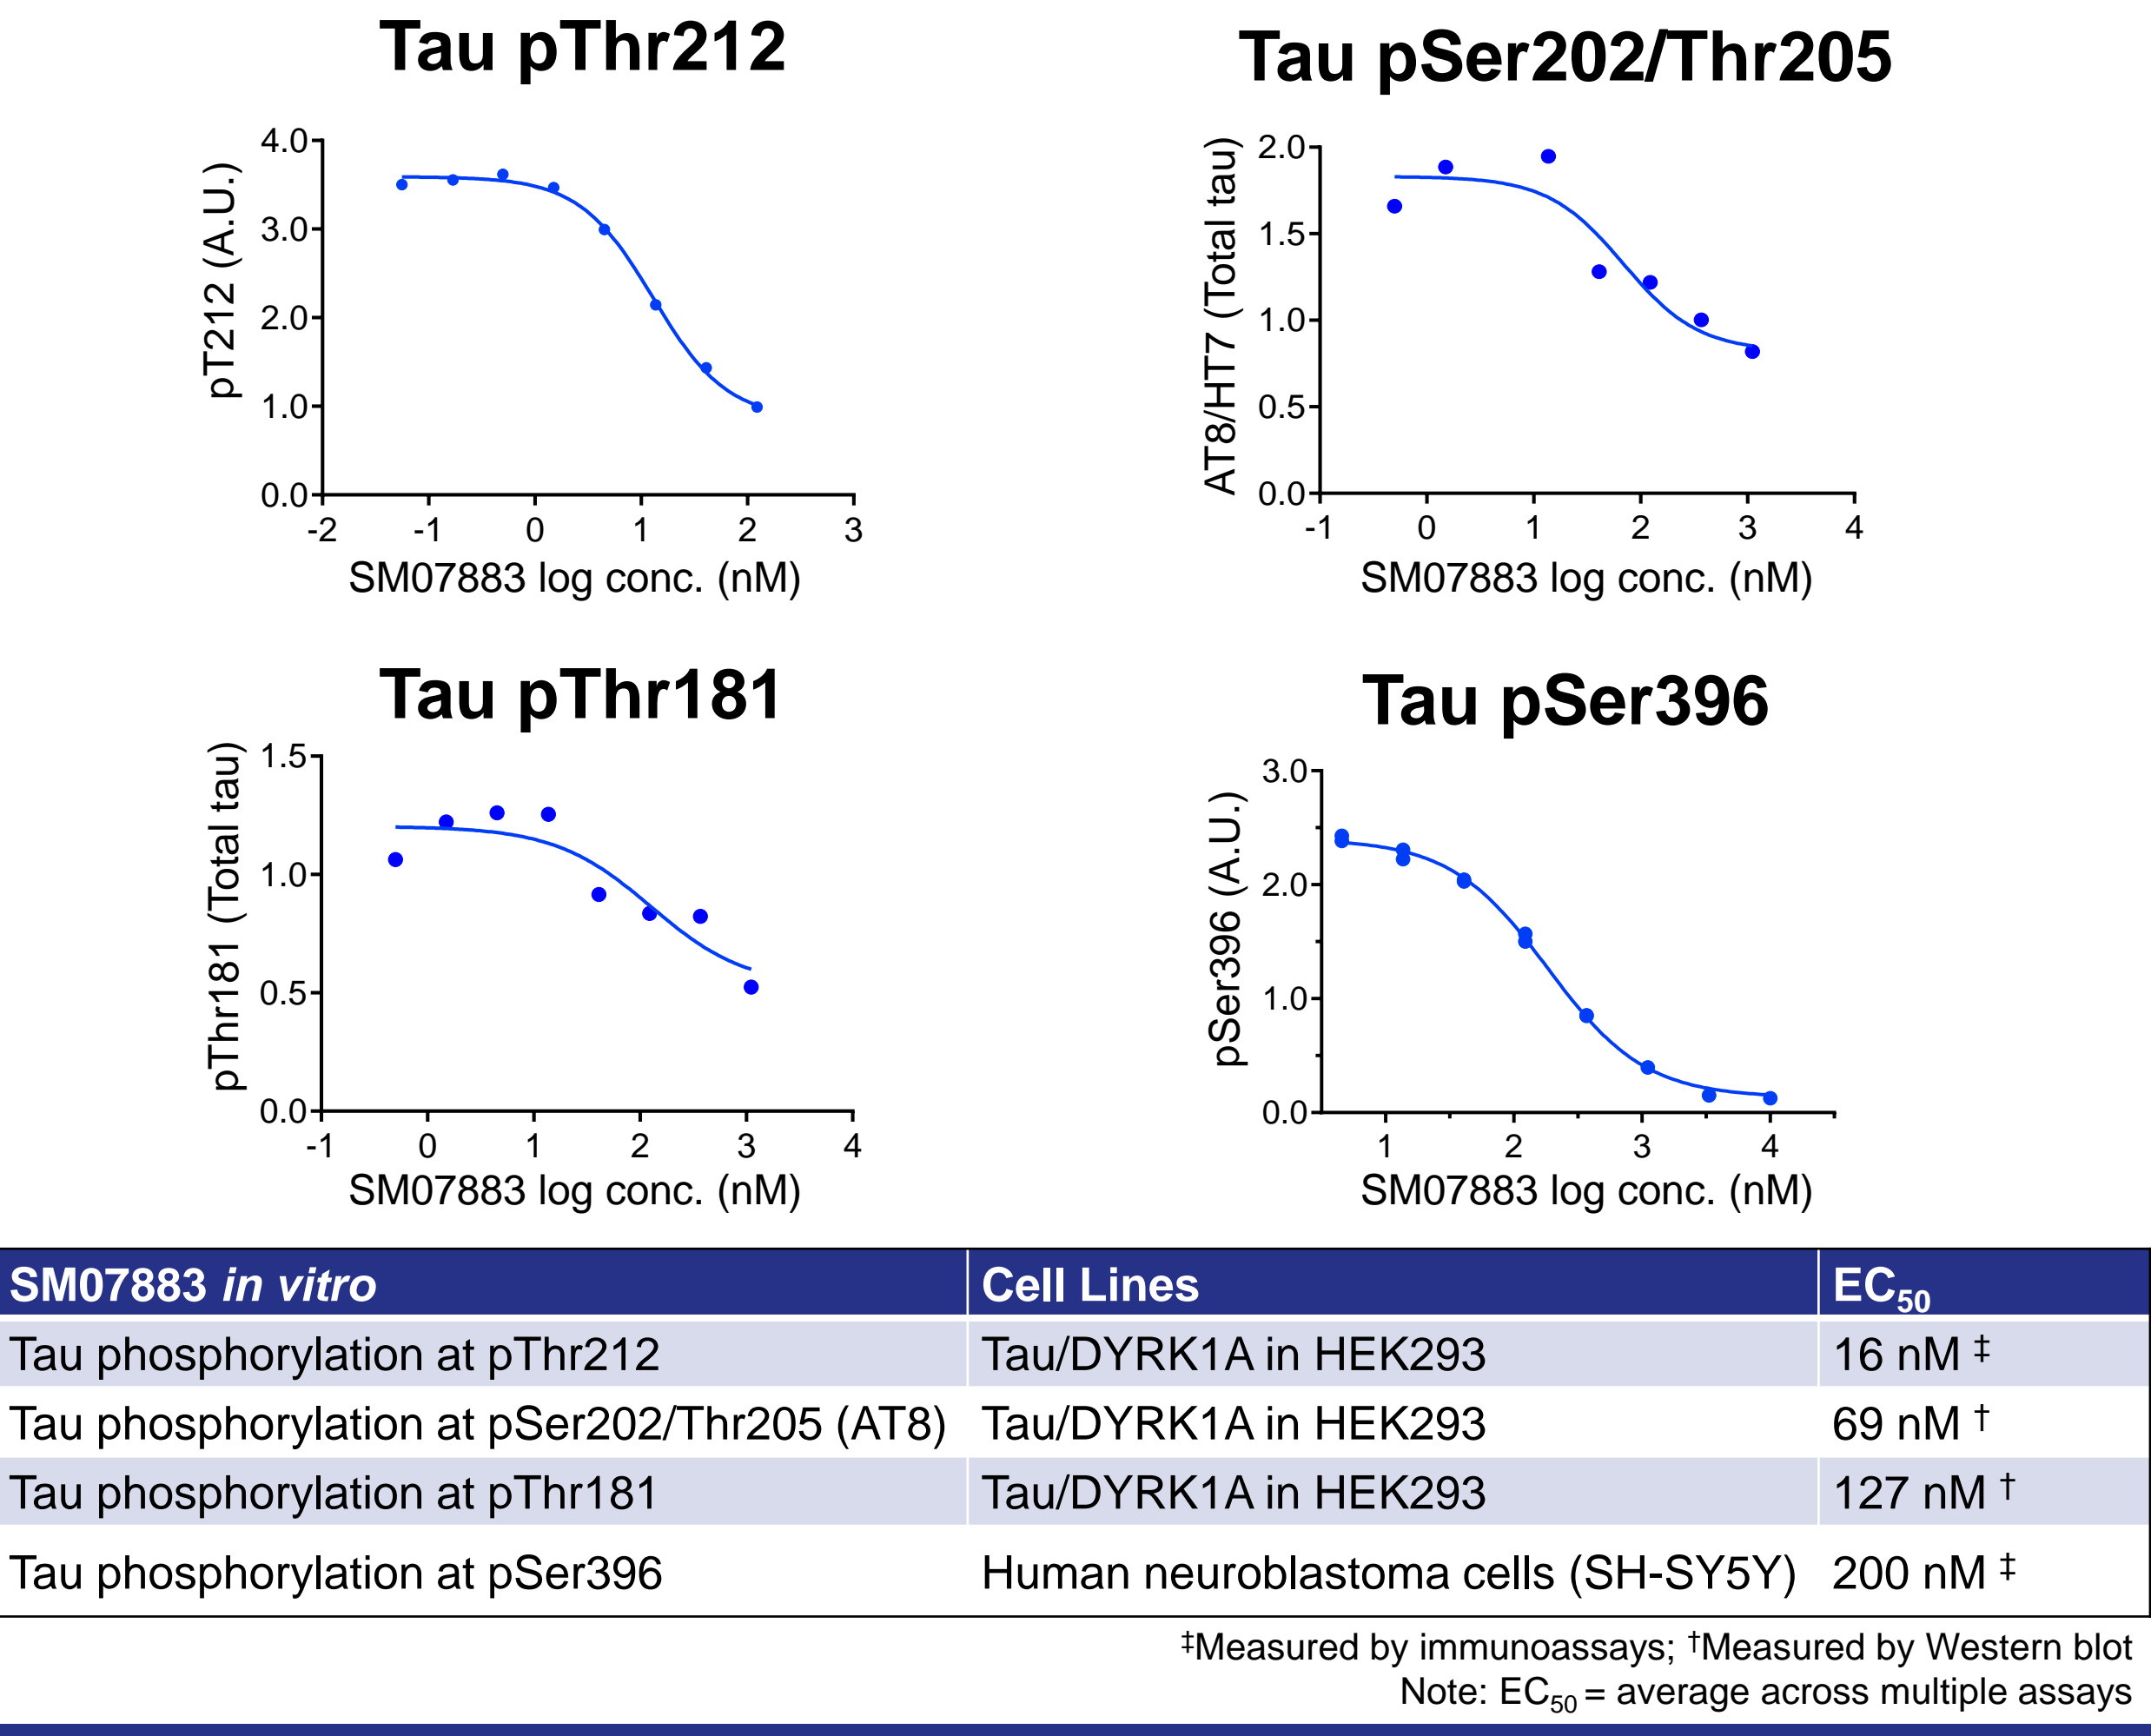 Tau pThr212
pT212 (A.U.)
4.0
3.0
2.0
1.0
0.0
-2 -1 0 1 2 3
SM07883 log conc. (nM)
Tau pSer202/Thr205
AT8/HT7 (Total tau)
2.0
1.5
1.0
0.5
0.0
-1 0 1 2 3 4
SM07883 log conc. (nM)
Tau pThr181
pThr181 (Total tau)
1.5
1.0
0.5
0.0
-1 0 1 2 3 4
SM07883 log conc. (nM)
Tau pSer396
pSer396 (A.U.)
3.0
2.0
1.0
0.0
1 2 3 4
SM07883 log conc. (nM)
SM07883 in vitro Cell Lines EC50
Tau phosphorylation at pThr212 Tau/DYRK1A in HEK293 16 nM ‡
Tau phosphorylation at pSer202/Thr205 (AT8) Tau/DYRK1A in HEK293 69 nM †
Tau phosphorylation at pThr181 Tau/DYRK1A in HEK293 127 nM †
Tau phosphorylation at pSer396 Human neuroblastoma cells (SH-SY5Y) 200 nM ‡
‡Measured by immunoassays; †Measured by Western blot
Note: EC50 = average across multiple assays